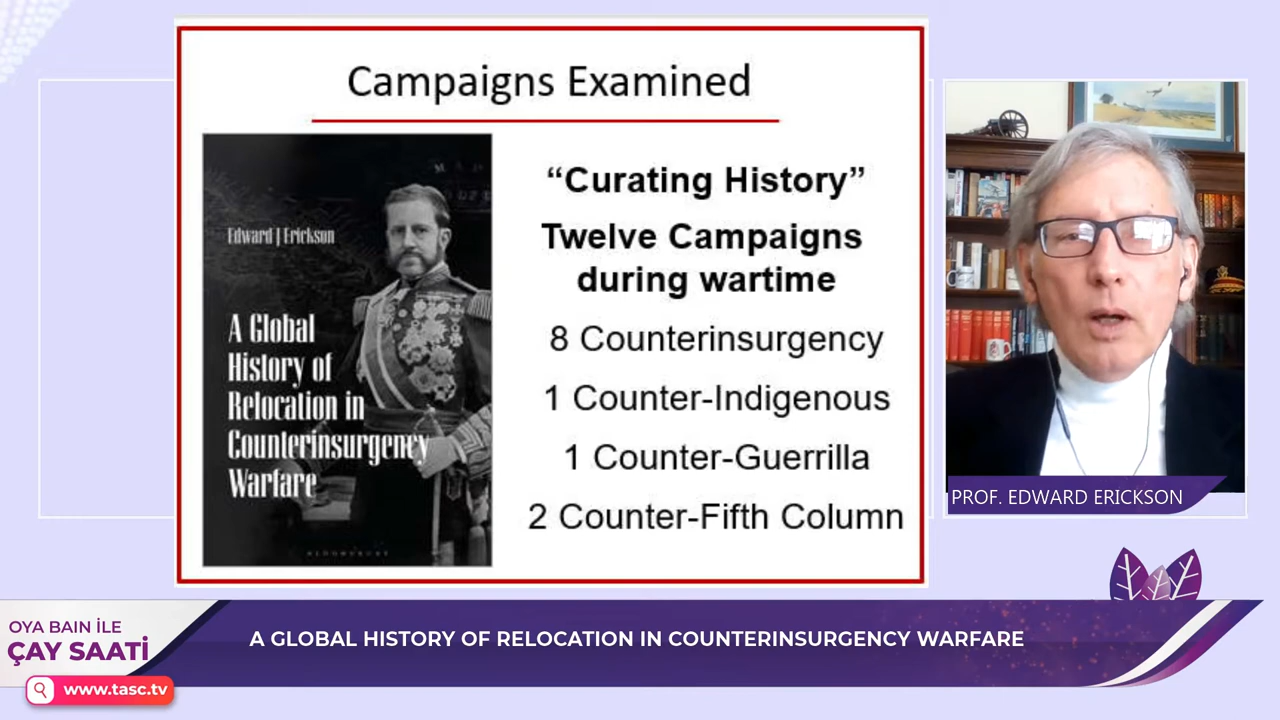 Campaigns Examined
Edward J Erickson
A Global
History of
Relocation in
Counterinsurgency
Warfare
BLOOMSBURY
“Curating History”
Twelve Campaigns
during wartime
8 Counterinsurgency
1 Counter-Indigenous
1 Counter-Guerrilla
2 Counter-Fifth Column
PROF. EDWARD ERICKSON
OYA BAIN İLE
ÇAY SAATİ
A GLOBAL HISTORY OF RELOCATION IN COUNTERINSURGENCY WARFARE
www.tasc.tv